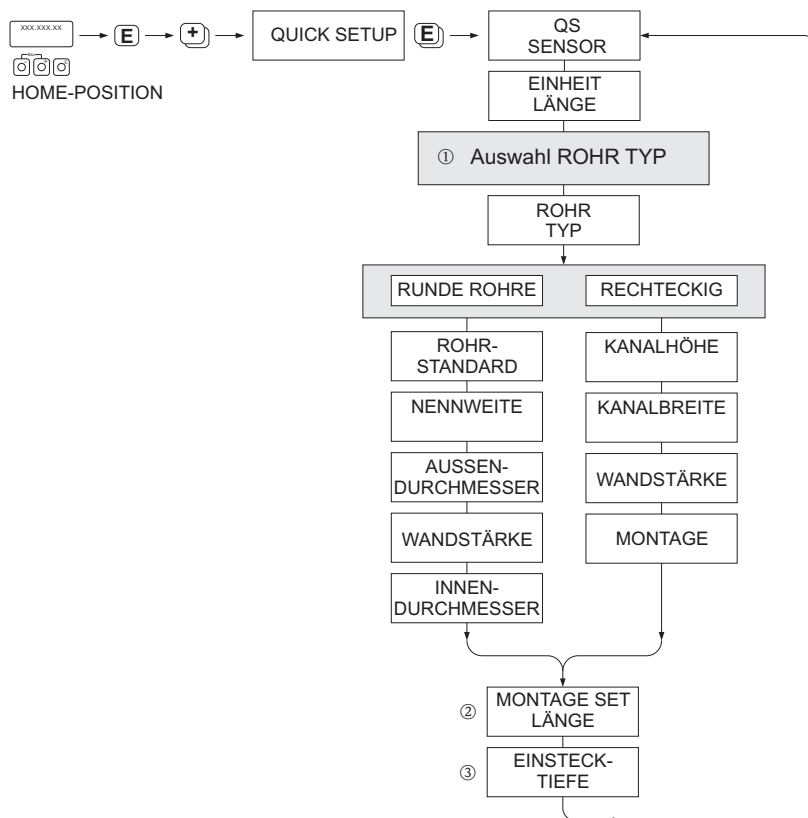 XXX.XXX.XX
Esc
E
+
QUICK SETUP
E
QS
SENSOR
HOME-POSITION
EINHEIT
LÄNGE
① Auswahl ROHR TYP
ROHR
TYP
RUNDE ROHRE
RECHTECKIG
ROHR-
STANDARD
KANALHÖHE
NENNWEITE
KANALBREITE
AUSSEN-
DURCHMESSER
WANDSTÄRKE
WANDSTÄRKE
MONTAGE
INNEN-
DURCHMESSER
② MONTAGE SET
LÄNGE
③ EINSTECK-
TIEFE